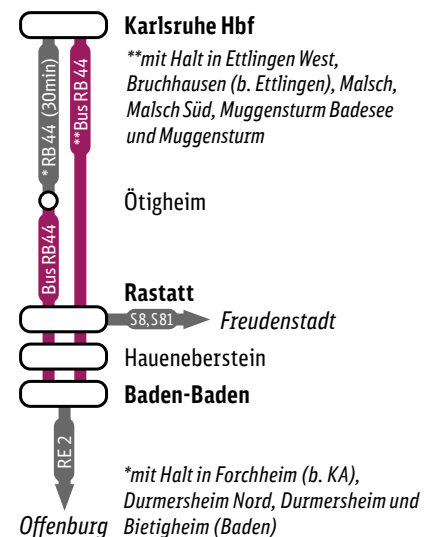 Karlsruhe Hbf
**mit Halt in Ettlingen West,
Bruchhausen (b. Ettlingen), Malsch,
Malsch Süd, Muggensturm Badesee
und Muggensturm
* RB 44 (30min)
**Bus RB 44
Ötigheim
Bus RB44
Rastatt
S8,S81
Freudenstadt
Haueneberstein
Baden-Baden
RE 2
*mit Halt in Forchheim (b. KA),
Durmersheim Nord, Durmersheim und
Offenburg
Bietigheim (Baden)